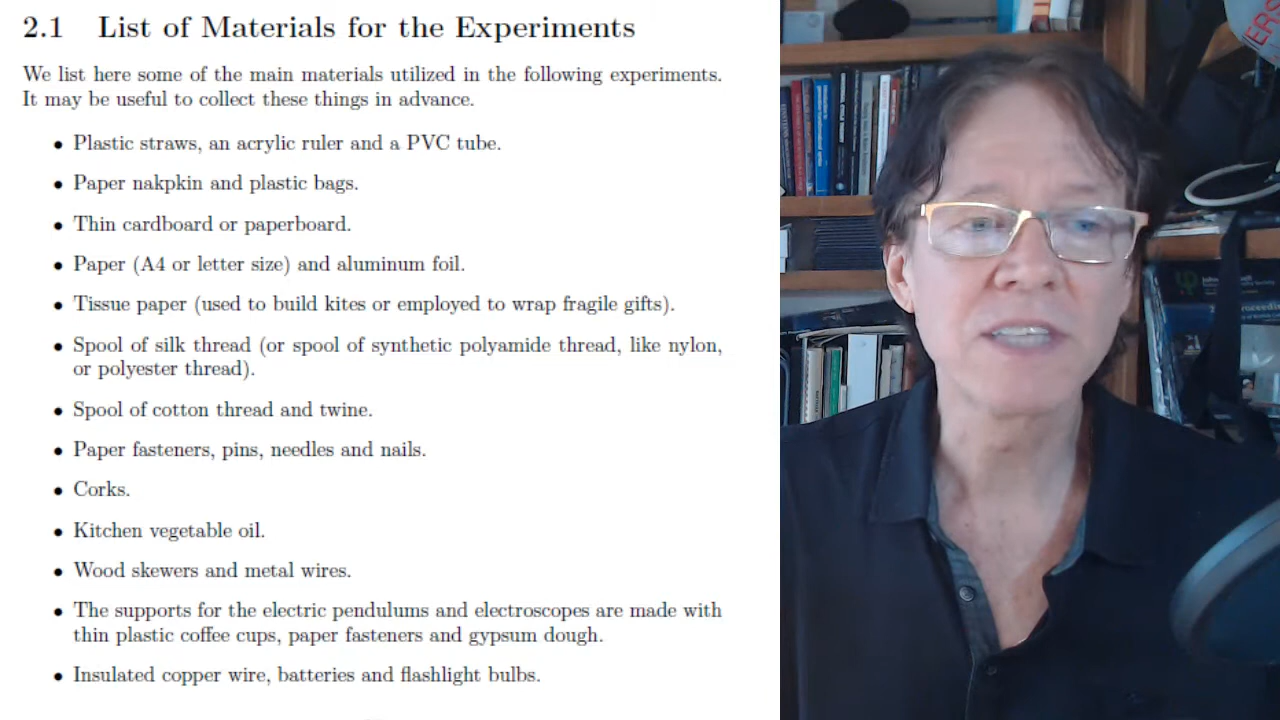 2.1 List of Materials for the Experiments
We list here some of the main materials utilized in the following experiments.
It may be useful to collect these things in advance.
• Plastic straws, an acrylic ruler and a PVC tube.
• Paper nakpkin and plastic bags.
• Thin cardboard or paperboard.
• Paper (A4 or letter size) and aluminum foil.
• Tissue paper (used to build kites or employed to wrap fragile gifts).
• Spool of silk thread (or spool of synthetic polyamide thread, like nylon,
or polyester thread).
• Spool of cotton thread and twine.
• Paper fasteners, pins, needles and nails.
• Corks.
• Kitchen vegetable oil.
• Wood skewers and metal wires.
• The supports for the electric pendulums and electroscopes are made with
thin plastic coffee cups, paper fasteners and gypsum dough.
• Insulated copper wire, batteries and flashlight bulbs.